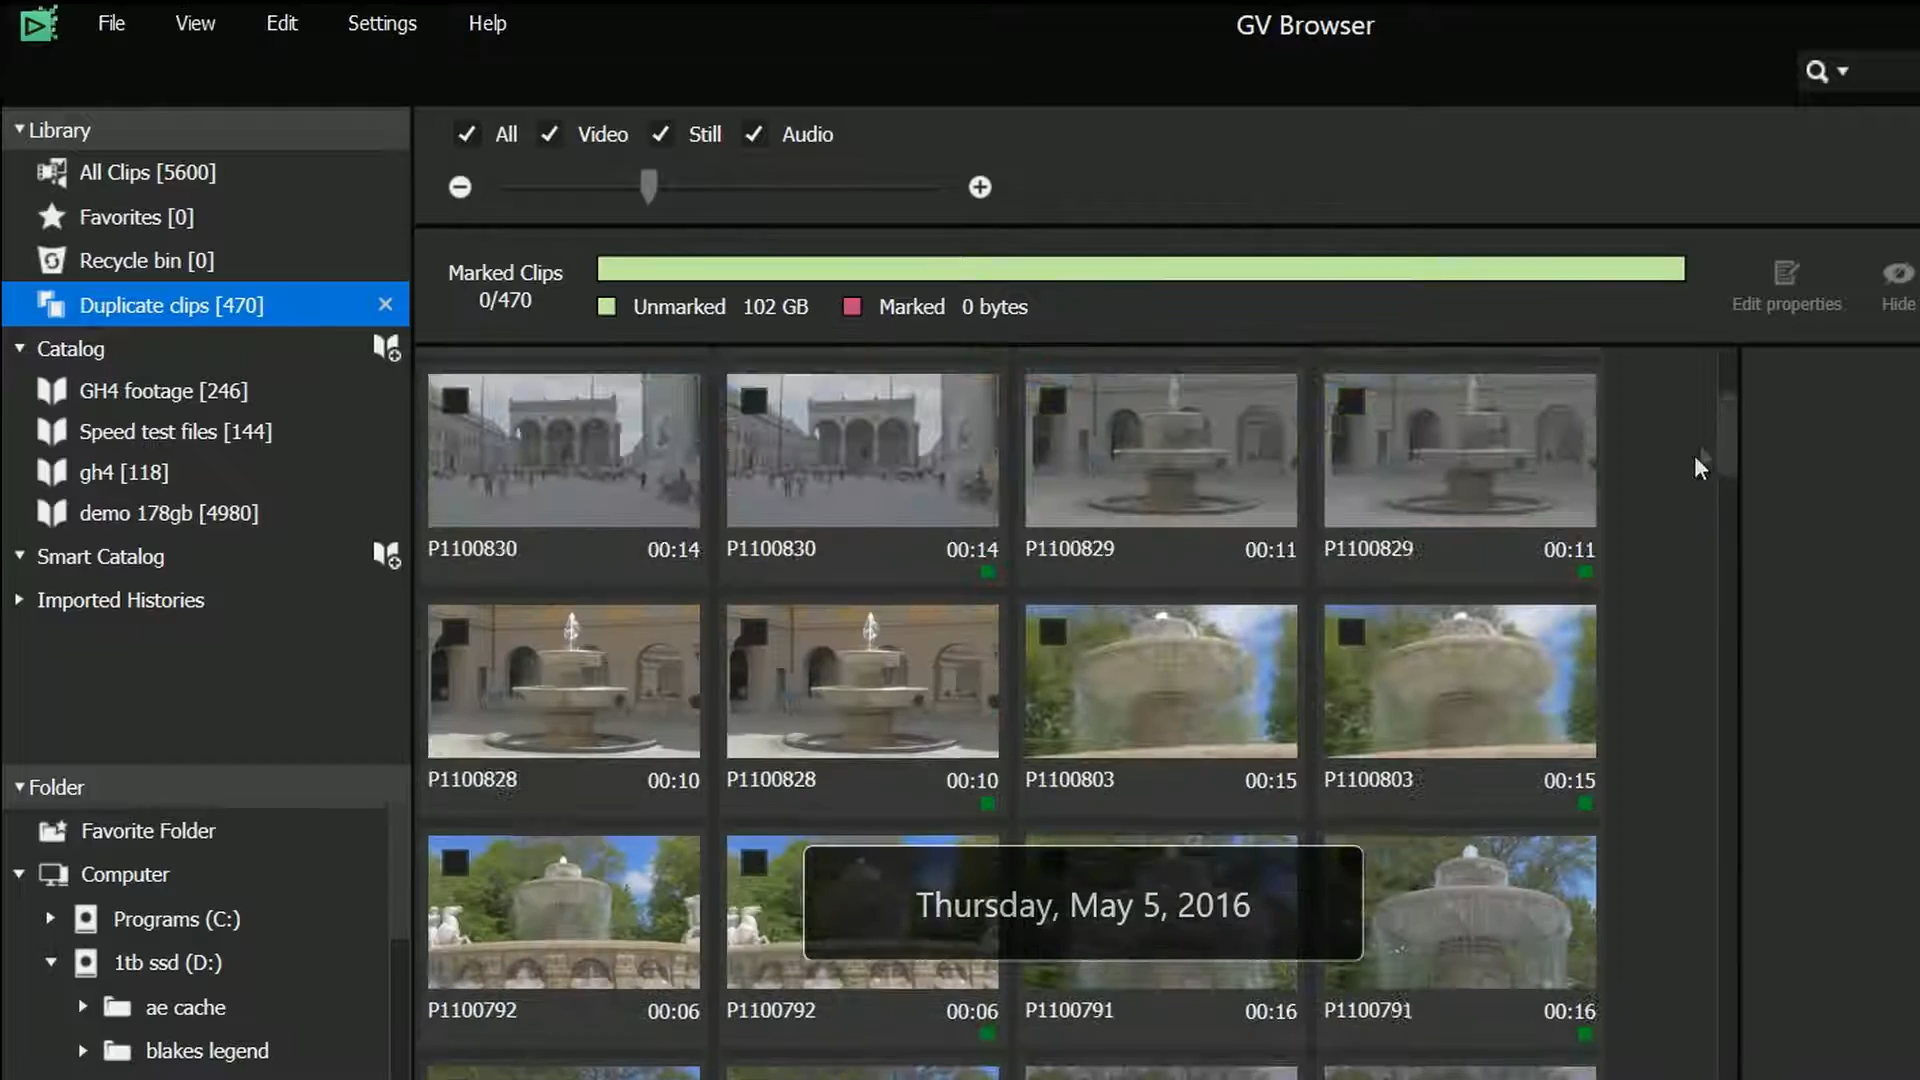 File View Edit Settings Help
GV Browser
Library
All Clips [5600]
Favorites [0]
Recycle bin [0]
Duplicate clips [470]
Catalog
GH4 footage [246]
Speed test files [144]
gh4 [118]
demo 178gb [4980]
Smart Catalog
Imported Histories
Folder
Favorite Folder
Computer
Programs (C:)
1tb ssd (D:)
ae cache
blakes legend
All Video Still Audio
Marked Clips
0/470
Unmarked 102 GB Marked 0 bytes
Edit properties
Hide
P1100830 00:14 P1100830 00:14 P1100829 00:11 P1100829 00:11
P1100828 00:10 P1100828 00:10 P1100803 00:15 P1100803 00:15
Thursday, May 5, 2016
P1100792 00:06 P1100792 00:06 P1100791 00:16 P1100791 00:16